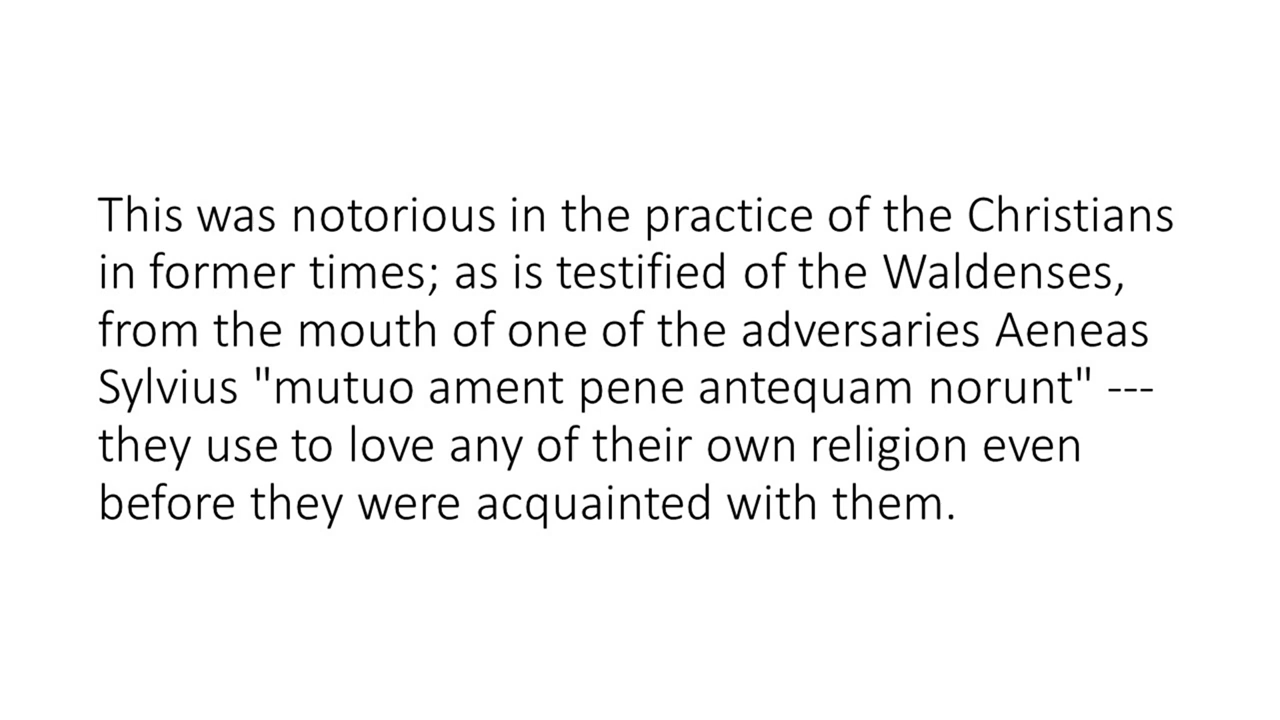 This was notorious in the practice of the Christians
in former times; as is testified of the Waldenses,
from the mouth of one of the adversaries Aeneas
Sylvius "mutuo ament pene antequam norunt" ---
they use to love any of their own religion even
before they were acquainted with them.